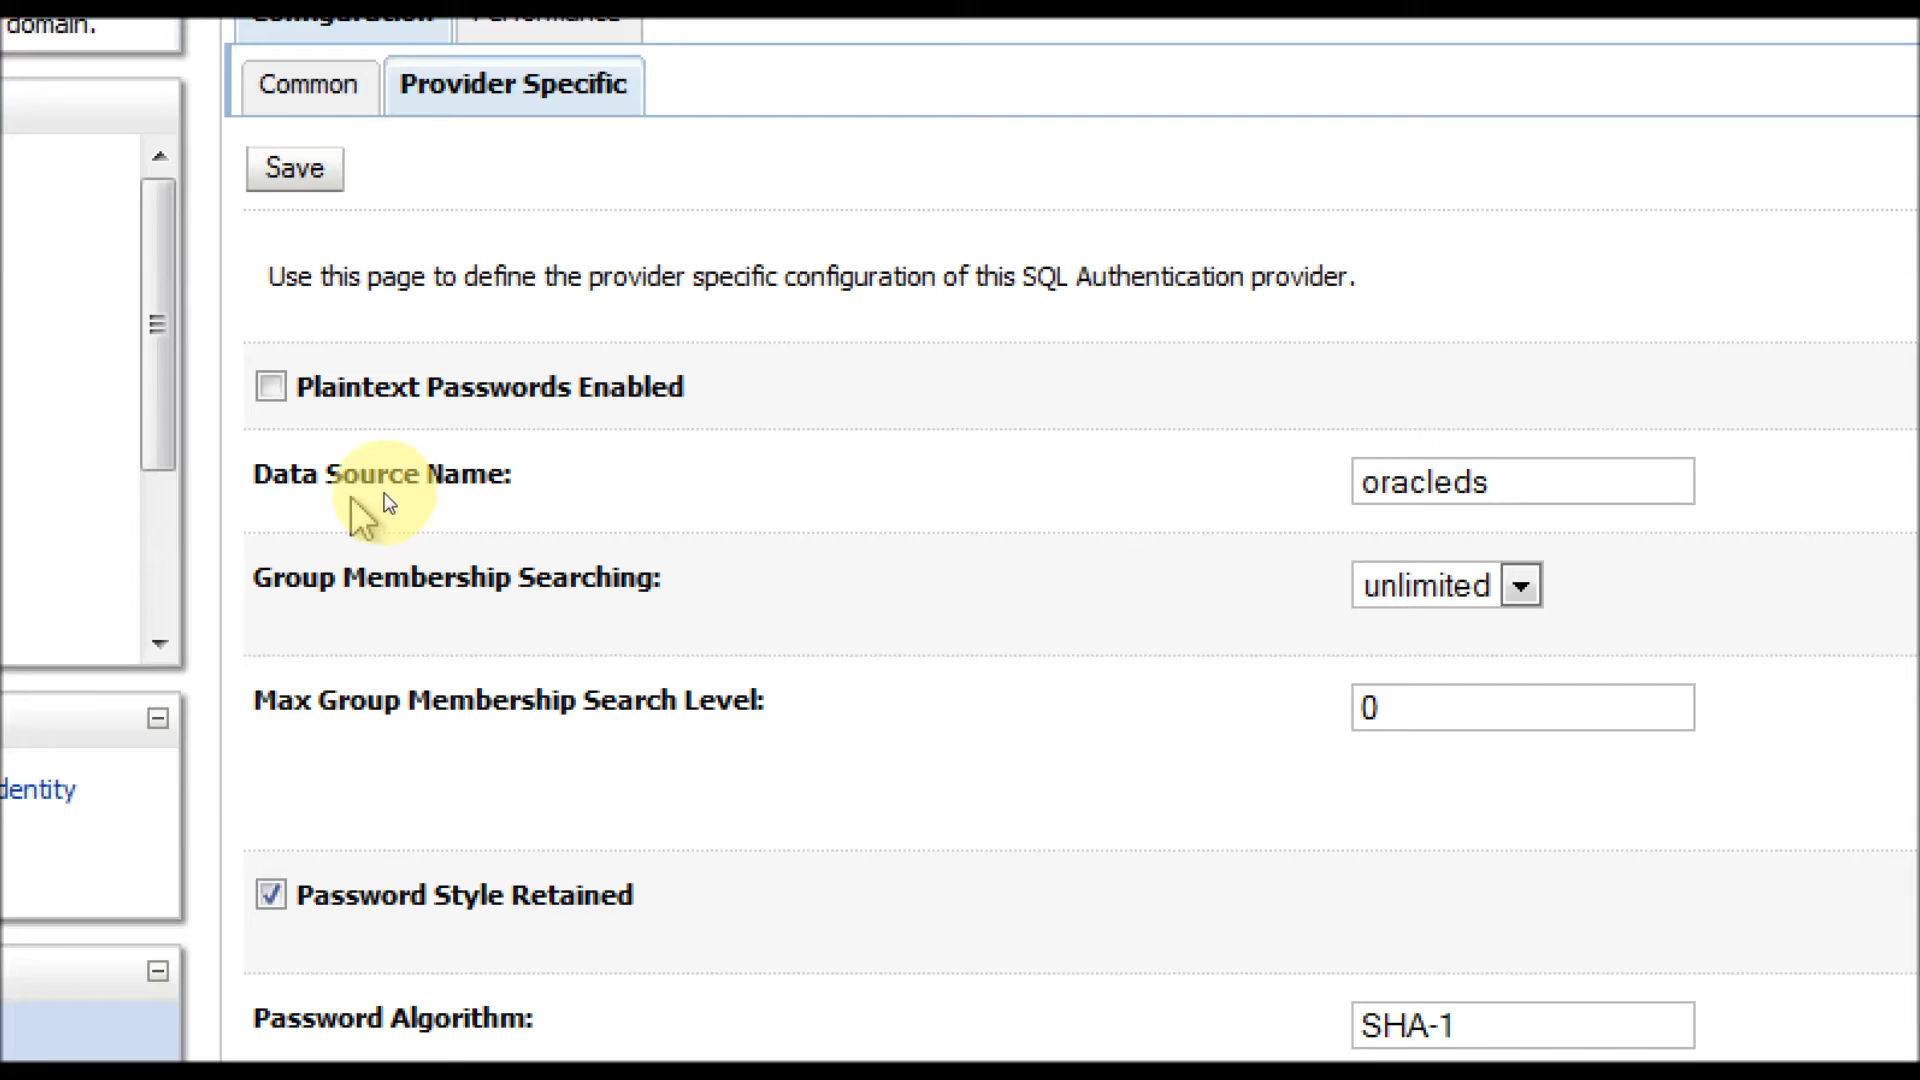 domain.
Configuration Performance
Common Provider Specific
Save
Use this page to define the provider specific configuration of this SQL Authentication provider.
Plaintext Passwords Enabled
Data Source Name: oracleds
Group Membership Searching: unlimited
Max Group Membership Search Level: 0
dentity
Password Style Retained
Password Algorithm: SHA-1